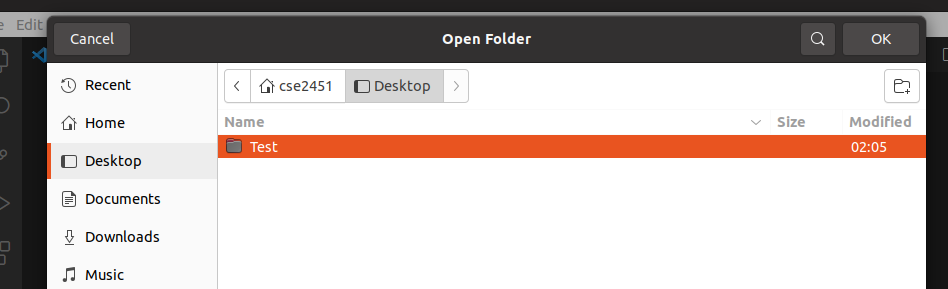 Edit
Cancel
Open Folder
OK
Recent
cse2451
Desktop
Name
Size
Modified
Home
Test
02:05
Desktop
Documents
Downloads
Music